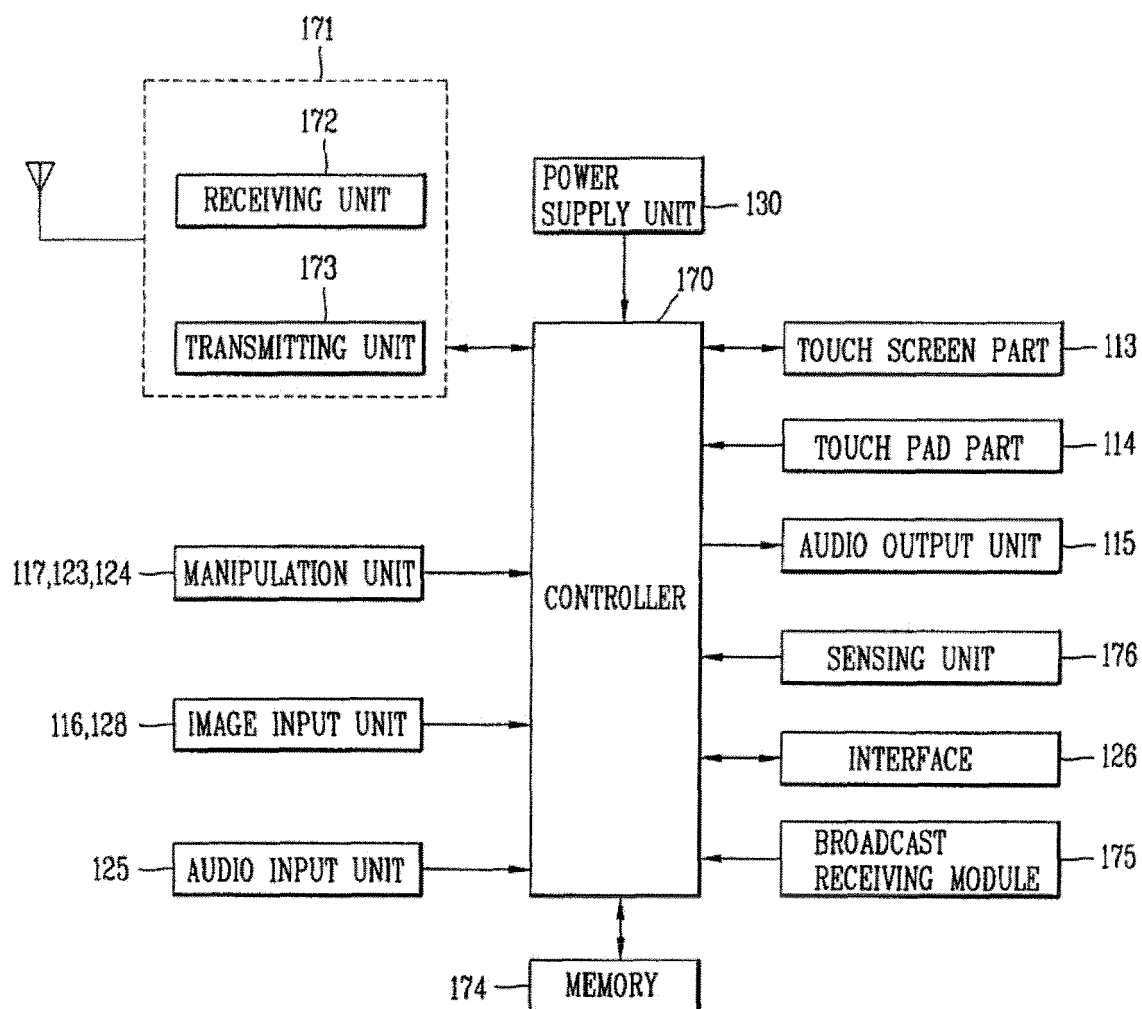 171
172
RECEIVING UNIT
173
TRANSMITTING UNIT
POWER
SUPPLY UNIT
130
170
CONTROLLER
TOUCH SCREEN PART
113
TOUCH PAD PART
114
AUDIO OUTPUT UNIT
115
117,123,124
MANIPULATION UNIT
SENSING UNIT
176
116,128
IMAGE INPUT UNIT
INTERFACE
126
125
AUDIO INPUT UNIT
BROADCAST
RECEIVING MODULE
175
174
MEMORY